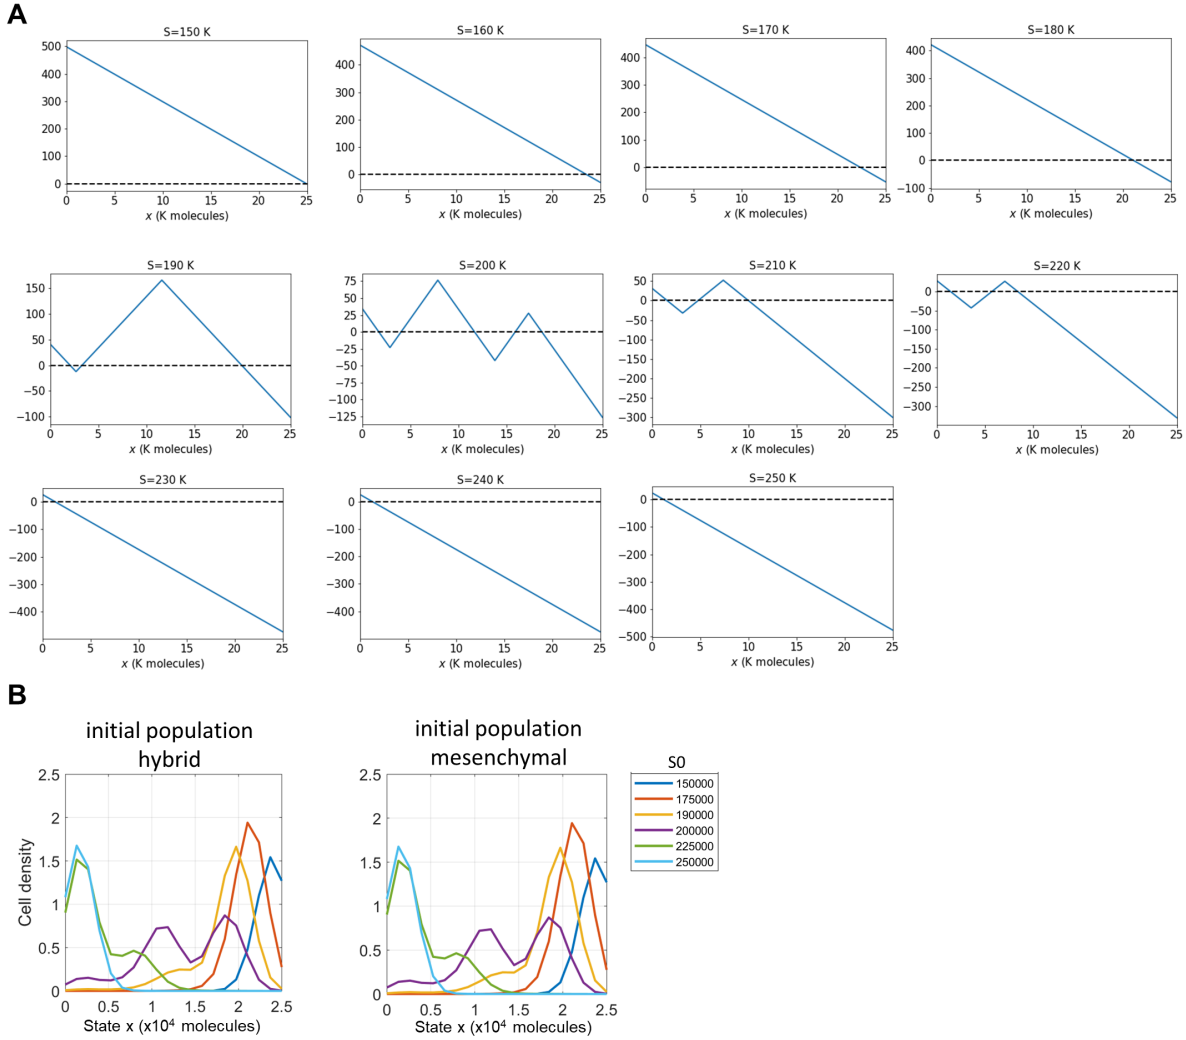 A
S=150 K
500
400
300
200
100
0
0 5 10 15 20 25
x (K molecules)
S=160 K
400
300
200
100
0
0 5 10 15 20 25
x (K molecules)
S=170 K
400
300
200
100
0
0 5 10 15 20 25
x (K molecules)
S=180 K
400
300
200
100
0
−100
0 5 10 15 20 25
x (K molecules)
S=190 K
150
100
50
0
−50
−100
0 5 10 15 20 25
x (K molecules)
S=200 K
75
50
25
0
−25
−50
−75
−100
−125
0 5 10 15 20 25
x (K molecules)
S=210 K
50
0
−50
−100
−150
−200
−250
−300
0 5 10 15 20 25
x (K molecules)
S=220 K
0
−50
−100
−150
−200
−250
−300
0 5 10 15 20 25
x (K molecules)
S=230 K
0
−100
−200
−300
−400
0 5 10 15 20 25
x (K molecules)
S=240 K
0
−100
−200
−300
−400
0 5 10 15 20 25
x (K molecules)
S=250 K
0
−100
−200
−300
−400
−500
0 5 10 15 20 25
x (K molecules)
B
initial population
hybrid
Cell density
2.5
2
1.5
1
0.5
0
0 0.5 1 1.5 2 2.5
State x (x10⁴ molecules)
initial population
mesenchymal
2.5
2
1.5
1
0.5
0
0 0.5 1 1.5 2 2.5
State x (x10⁴ molecules)
S0
150000
175000
190000
200000
225000
250000